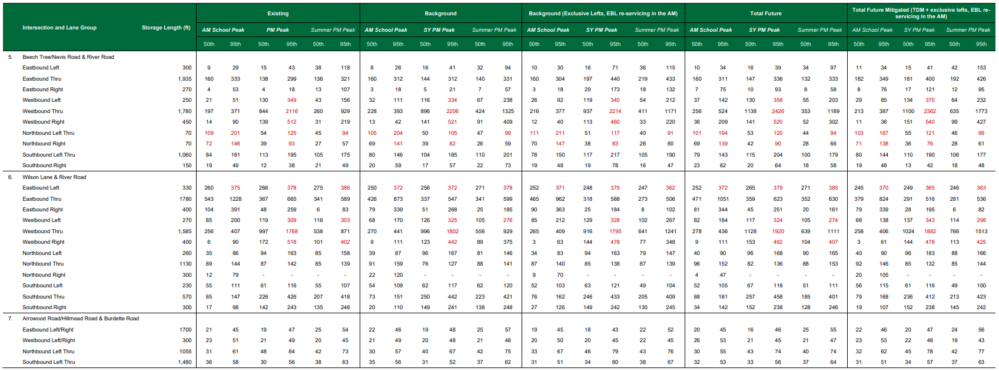 Intersection and Lane Group Storage Length (ft) Existing Background Background (Exclusive Lefts, EBL re-servicing in the AM) Total Future Total Future Mitigated (TDM + exclusive lefts, EBL re-servicing in the AM)
AM School Peak PM Peak Summer PM Peak AM School Peak SY PM Peak Summer PM Peak AM School Peak SY PM Peak Summer PM Peak AM School Peak SY PM Peak Summer PM Peak AM School Peak SY PM Peak Summer PM Peak
50th 95th 50th 95th 50th 95th 50th 95th 50th 95th 50th 95th 50th 95th 50th 95th 50th 95th 50th 95th 50th 95th 50th 95th 50th 95th 50th 95th 50th 95th
5. Beech Tree/Nevis Road & River Road
Eastbound Left 300 9 29 15 43 38 118 8 26 16 41 32 94 10 30 16 71 36 115 10 34 16 39 34 97 11 34 15 41 42 153
Eastbound Thru 1,935 160 333 138 299 136 321 160 312 144 312 140 331 160 304 197 440 219 433 160 311 147 336 132 333 182 349 181 400 192 426
Eastbound Right 270 4 53 4 18 13 107 3 18 5 21 7 57 3 18 29 173 18 132 7 75 10 93 8 58 8 76 17 121 12 95
Westbound Left 250 21 51 130 349 43 156 32 111 116 334 67 238 26 92 119 340 54 212 37 142 130 358 55 203 29 85 134 370 64 232
Westbound Thru 1,780 197 371 844 2116 260 929 228 393 896 2206 424 1325 216 377 937 2214 411 1171 256 524 1138 2426 353 1189 213 387 1100 2362 635 1773
Westbound Right 450 14 90 139 512 31 219 13 42 141 521 91 409 12 40 113 460 33 220 36 209 141 520 52 302 11 36 151 540 99 427
Northbound Left Thru 70 109 201 54 125 45 94 105 204 50 105 47 99 111 211 51 117 40 91 101 194 53 120 44 94 103 187 55 121 46 99
Northbound Right 70 72 146 39 93 27 57 69 141 39 82 26 59 70 147 38 83 26 60 69 139 42 90 28 66 71 138 36 76 28 61
Southbound Left Thru 1,060 84 161 113 195 105 175 80 146 104 185 110 201 78 150 117 217 105 190 79 143 115 204 100 179 80 144 110 190 106 177
Southbound Right 150 19 49 12 38 21 49 20 59 17 57 22 73 19 48 19 78 16 47 23 62 20 64 18 58 19 48 13 42 18 48
6. Wilson Lane & River Road
Eastbound Left 330 260 375 266 378 275 386 250 372 256 372 271 378 252 371 248 375 247 362 252 372 265 379 271 385 245 370 249 365 246 363
Eastbound Thru 1780 543 1228 367 665 341 589 426 873 337 547 341 599 465 962 318 588 273 506 471 1051 359 623 352 630 379 824 291 516 281 536
Eastbound Right 400 104 391 48 259 6 83 79 339 51 268 25 185 90 363 25 184 8 102 81 344 45 251 20 161 79 339 28 195 6 82
Westbound Left 270 85 200 119 309 116 303 68 170 126 325 105 276 85 212 129 328 102 267 82 184 117 324 105 274 68 138 137 343 114 298
Westbound Thru 1,585 256 407 997 1768 538 871 270 441 996 1802 556 929 265 409 916 1795 641 1241 278 436 1128 1920 639 1111 258 406 1024 1882 766 1513
Westbound Right 400 6 90 172 518 101 402 9 111 123 442 89 375 3 63 144 478 77 348 9 111 153 492 104 407 3 61 144 478 113 425
Northbound Left 260 35 86 94 163 85 158 39 87 96 167 81 146 34 83 94 163 79 147 40 90 96 168 90 165 40 90 96 183 88 166
Northbound Thru 1130 89 144 87 142 85 139 91 159 76 127 88 141 87 140 85 138 87 139 96 152 82 136 88 153 92 146 85 132 85 144
Northbound Right 300 12 79 - - - - 22 120 - - - - 9 70 - - - - 4 47 - - - - 20 105 - - - -
Southbound Left 230 55 111 61 116 55 107 54 109 62 117 62 120 52 103 63 121 49 104 52 105 67 118 51 111 56 115 61 116 49 100
Southbound Thru 570 85 147 226 426 207 418 73 151 250 442 223 421 76 162 246 433 205 409 88 181 257 458 185 401 79 168 236 412 213 423
Southbound Right 300 17 98 142 243 135 246 20 110 149 241 138 248 27 126 149 242 130 245 34 142 152 238 128 246 19 107 152 238 145 242
7. Arrowood Road/Hillmead Road & Burdette Road
Eastbound Left/Right 1700 21 45 19 47 25 54 22 46 19 48 25 57 19 45 18 43 22 52 20 45 16 46 25 55 22 46 20 47 24 56
Westbound Left/Right 300 23 51 21 49 20 45 21 49 20 48 21 48 20 50 20 45 22 45 26 53 21 45 21 47 23 53 22 48 19 43
Northbound Left Thru 1055 31 61 48 84 42 73 30 57 40 67 42 75 33 67 46 79 43 76 30 55 43 74 40 74 32 62 45 78 42 77
Southbound Left Thru 1,480 36 58 30 56 38 63 35 56 31 52 37 62 31 51 34 60 38 67 32 53 33 56 37 64 31 51 34 57 37 63